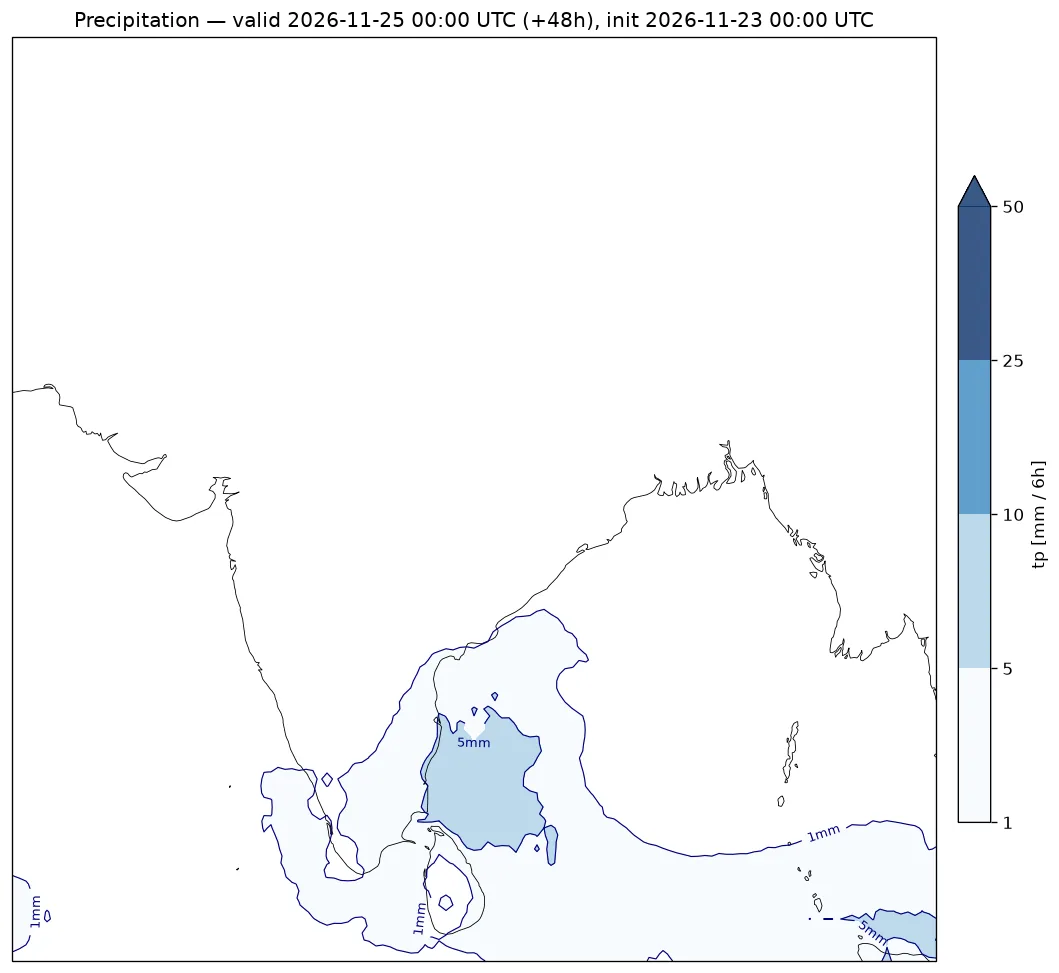 Precipitation — valid 2026-11-25 00:00 UTC (+48h), init 2026-11-23 00:00 UTC
50
25
10
5
1
tp [mm / 6h]
5mm
1mm
1mm
1mm
5mm